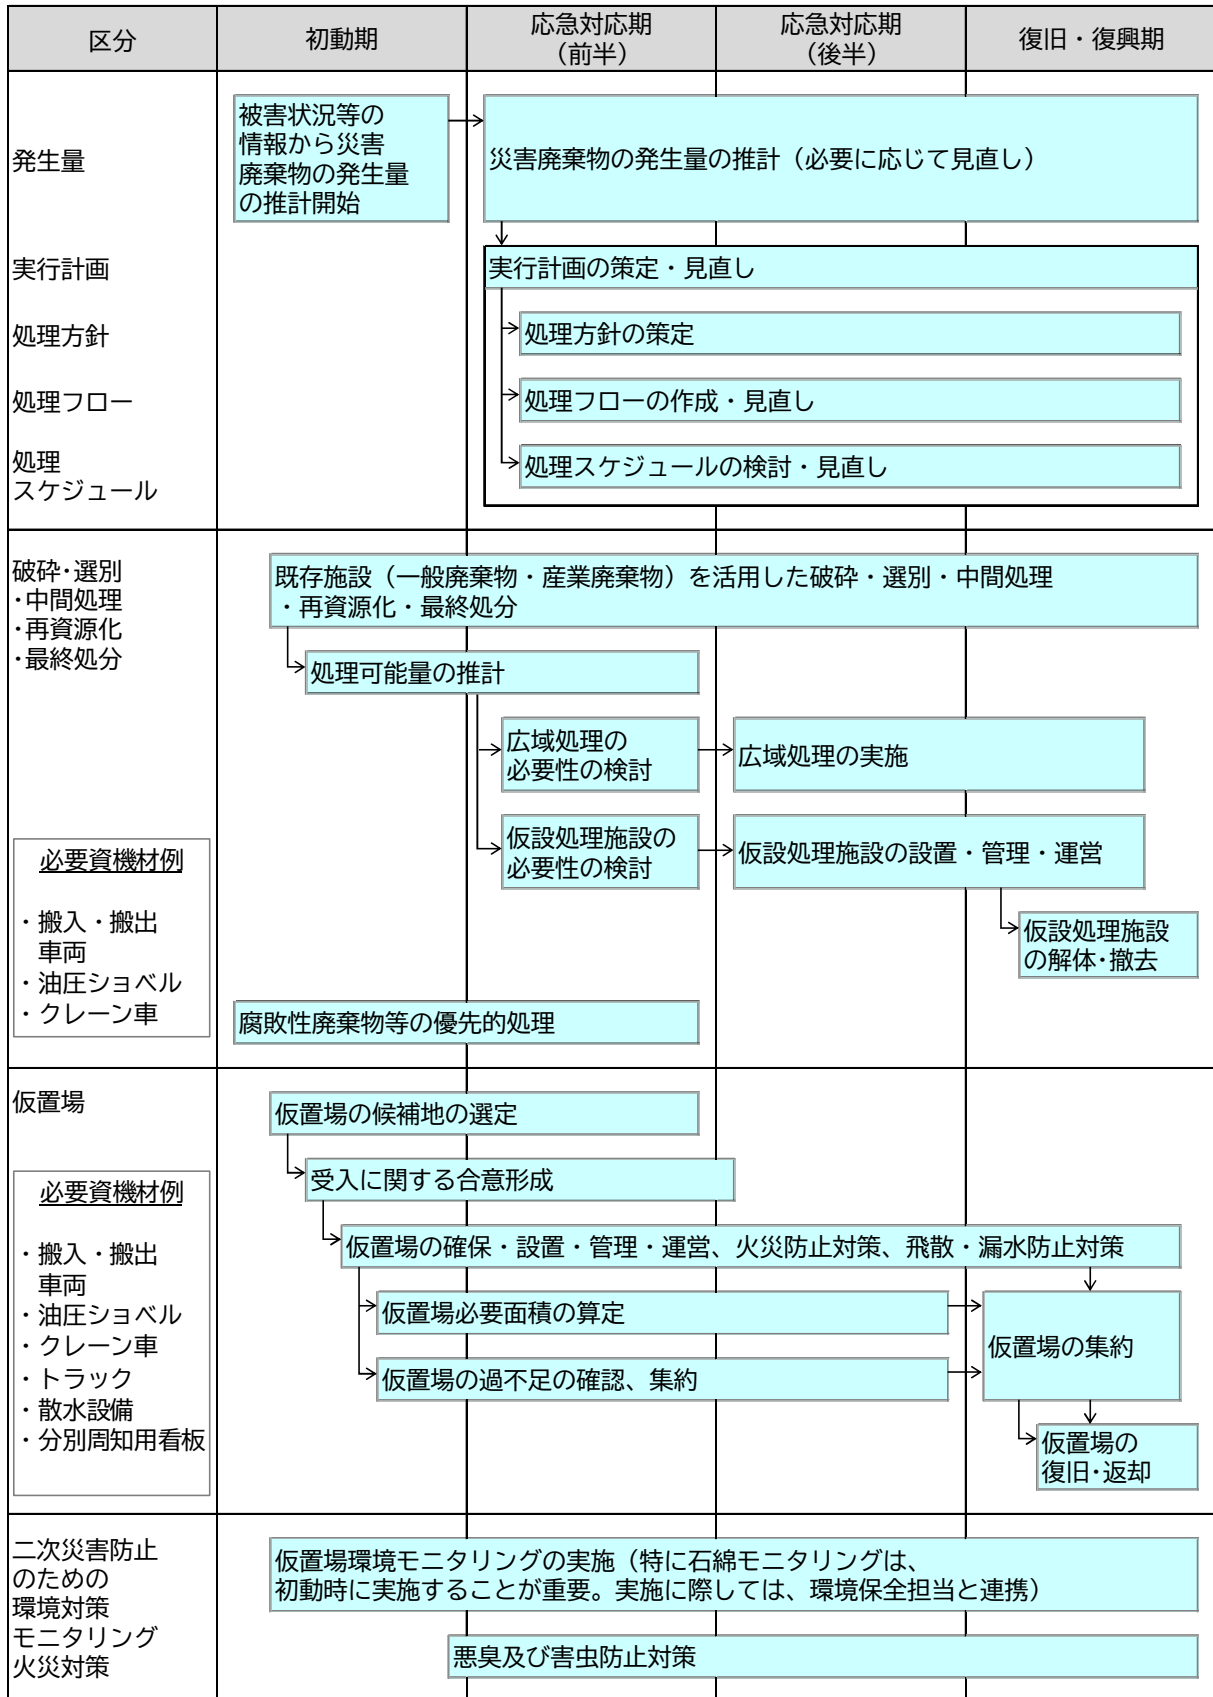 区分
初動期
応急対応期
（前半）
応急対応期
（後半）
復旧・復興期
発生量
被害状況等の
情報から災害
廃棄物の発生量
の推計開始
災害廃棄物の発生量の推計（必要に応じて見直し）
実行計画
実行計画の策定・見直し
処理方針
処理方針の策定
処理フロー
処理フローの作成・見直し
処理
スケジュール
処理スケジュールの検討・見直し
破砕・選別
・中間処理
・再資源化
・最終処分
既存施設（一般廃棄物・産業廃棄物）を活用した破砕・選別・中間処理
・再資源化・最終処分
処理可能量の推計
広域処理の
必要性の検討
広域処理の実施
仮設処理施設の
必要性の検討
仮設処理施設の設置・管理・運営
仮設処理施設
の解体・撤去
腐敗性廃棄物等の優先的処理
必要資機材例
・搬入・搬出
車両
・油圧ショベル
・クレーン車
仮置場
仮置場の候補地の選定
受入に関する合意形成
仮置場の確保・設置・管理・運営、火災防止対策、飛散・漏水防止対策
仮置場必要面積の算定
仮置場の過不足の確認、集約
仮置場の集約
仮置場の
復旧・返却
必要資機材例
・搬入・搬出
車両
・油圧ショベル
・クレーン車
・トラック
・散水設備
・分別周知用看板
二次災害防止
のための
環境対策
モニタリング
火災対策
仮置場環境モニタリングの実施（特に石綿モニタリングは、
初動時に実施することが重要。実施に際しては、環境保全担当と連携）
悪臭及び害虫防止対策